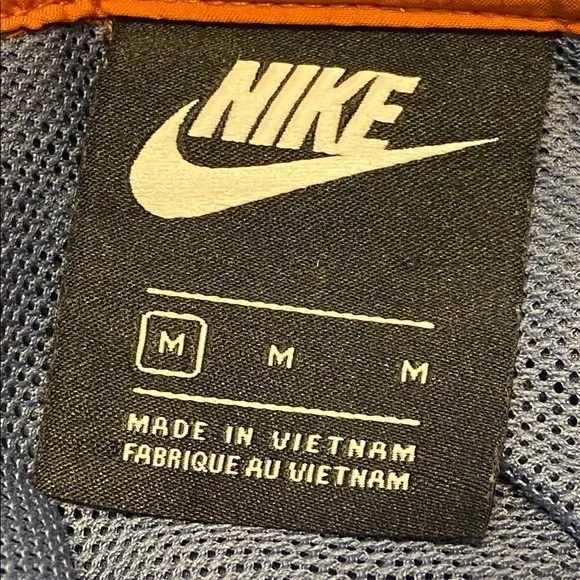 NIKE
M M M
MADE IN VIETNAM
FABRIQUE AU VIETNAM